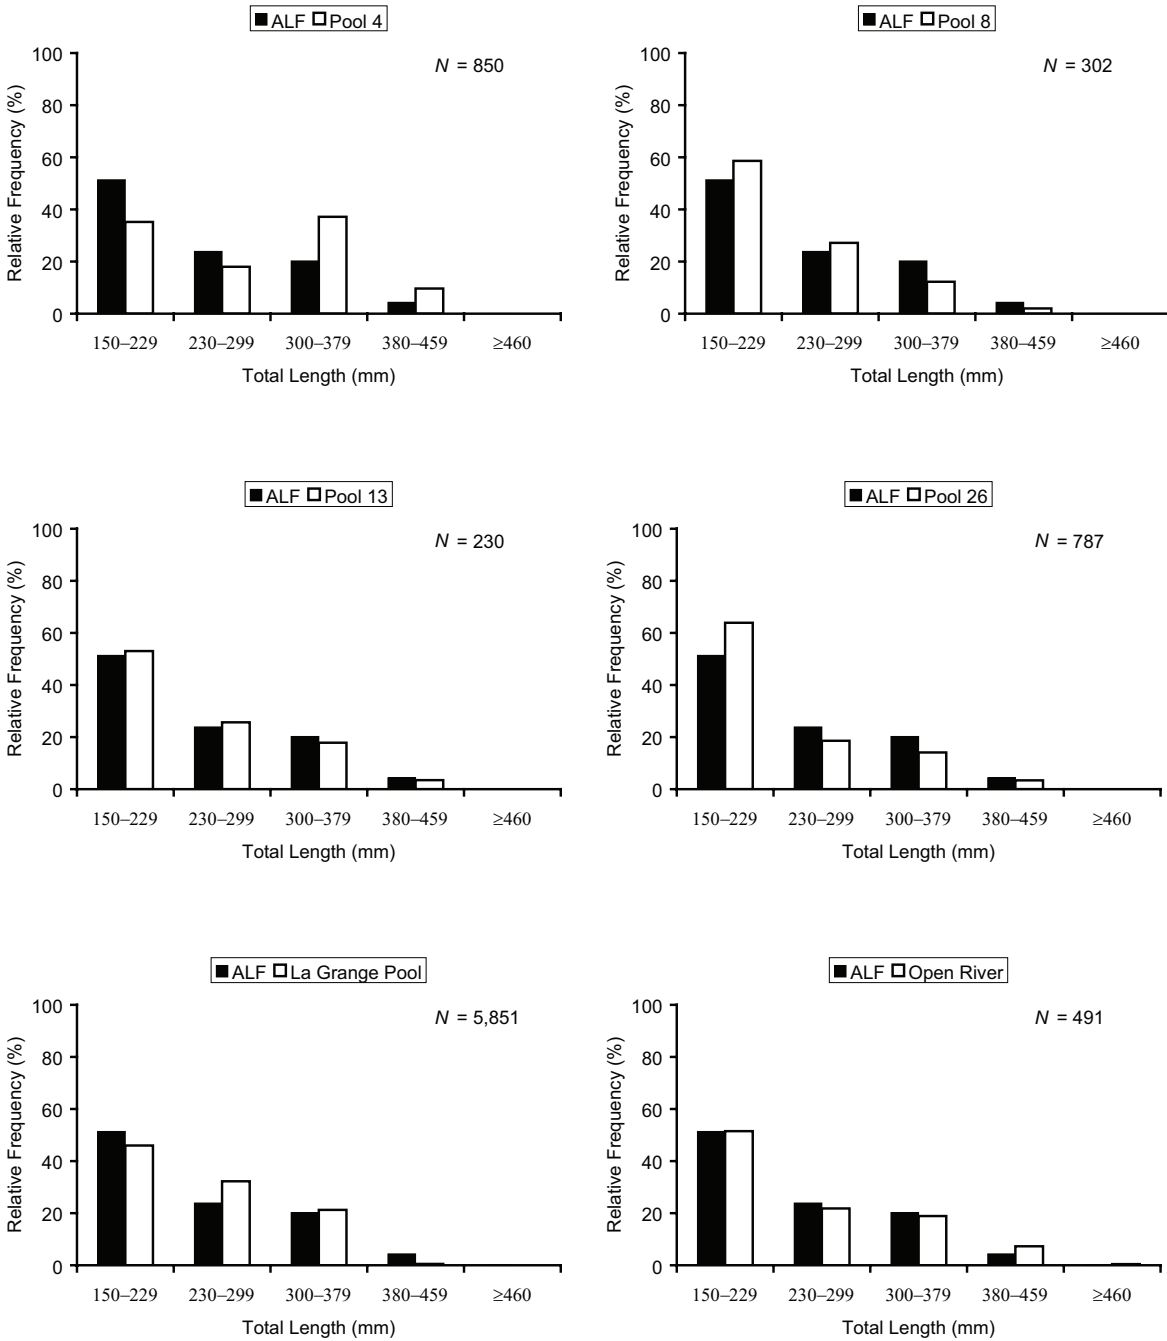 ALF Pool 4
N = 850
Relative Frequency (%)
100
80
60
40
20
0
150–229 230–299 300–379 380–459 ≥460
Total Length (mm)
ALF Pool 8
N = 302
Relative Frequency (%)
100
80
60
40
20
0
150–229 230–299 300–379 380–459 ≥460
Total Length (mm)
ALF Pool 13
N = 230
Relative Frequency (%)
100
80
60
40
20
0
150–229 230–299 300–379 380–459 ≥460
Total Length (mm)
ALF Pool 26
N = 787
Relative Frequency (%)
100
80
60
40
20
0
150–229 230–299 300–379 380–459 ≥460
Total Length (mm)
ALF La Grange Pool
N = 5,851
Relative Frequency (%)
100
80
60
40
20
0
150–229 230–299 300–379 380–459 ≥460
Total Length (mm)
ALF Open River
N = 491
Relative Frequency (%)
100
80
60
40
20
0
150–229 230–299 300–379 380–459 ≥460
Total Length (mm)